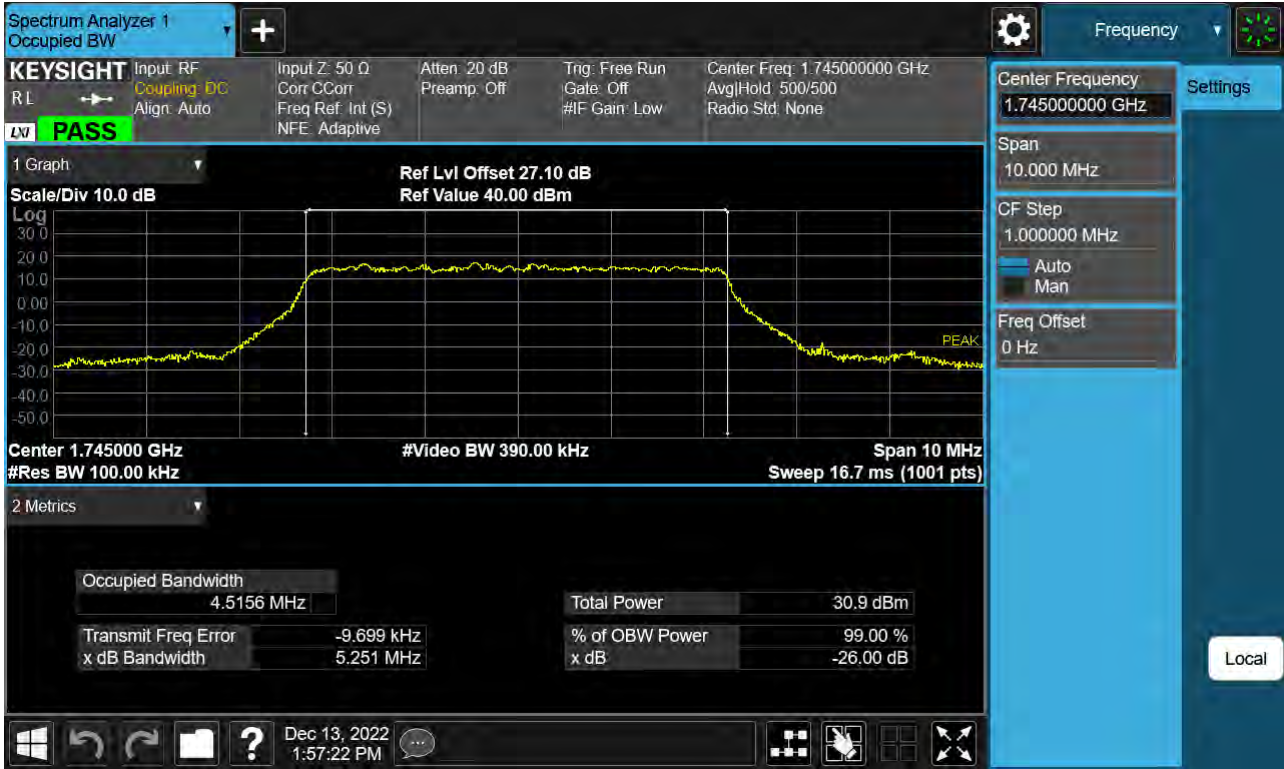 Spectrum Analyzer 1
Occupied BW
Frequency
KEYSIGHT
R L
LXI
PASS
Input: RF
Coupling: DC
Align: Auto
Input Z: 50 Ω
Corr CCorr
Freq Ref: Int (S)
NFE: Adaptive
Atten: 20 dB
Preamp: Off
Trig: Free Run
Gate: Off
#IF Gain: Low
Center Freq: 1.745000000 GHz
Avg|Hold: 500/500
Radio Std: None
1 Graph
Scale/Div 10.0 dB
Ref Lvl Offset 27.10 dB
Ref Value 40.00 dBm
Log
30.0
20.0
10.0
0.00
-10.0
-20.0
-30.0
-40.0
-50.0
PEAK
Center 1.745000 GHz
#Video BW 390.00 kHz
Span 10 MHz
#Res BW 100.00 kHz
Sweep 16.7 ms (1001 pts)
2 Metrics
Occupied Bandwidth
4.5156 MHz
Total Power 30.9 dBm
Transmit Freq Error -9.699 kHz
% of OBW Power 99.00 %
x dB Bandwidth 5.251 MHz
x dB -26.00 dB
Dec 13, 2022
1:57:22 PM
Center Frequency
1.745000000 GHz
Settings
Span
10.000 MHz
CF Step
1.000000 MHz
Auto
Man
Freq Offset
0 Hz
Local